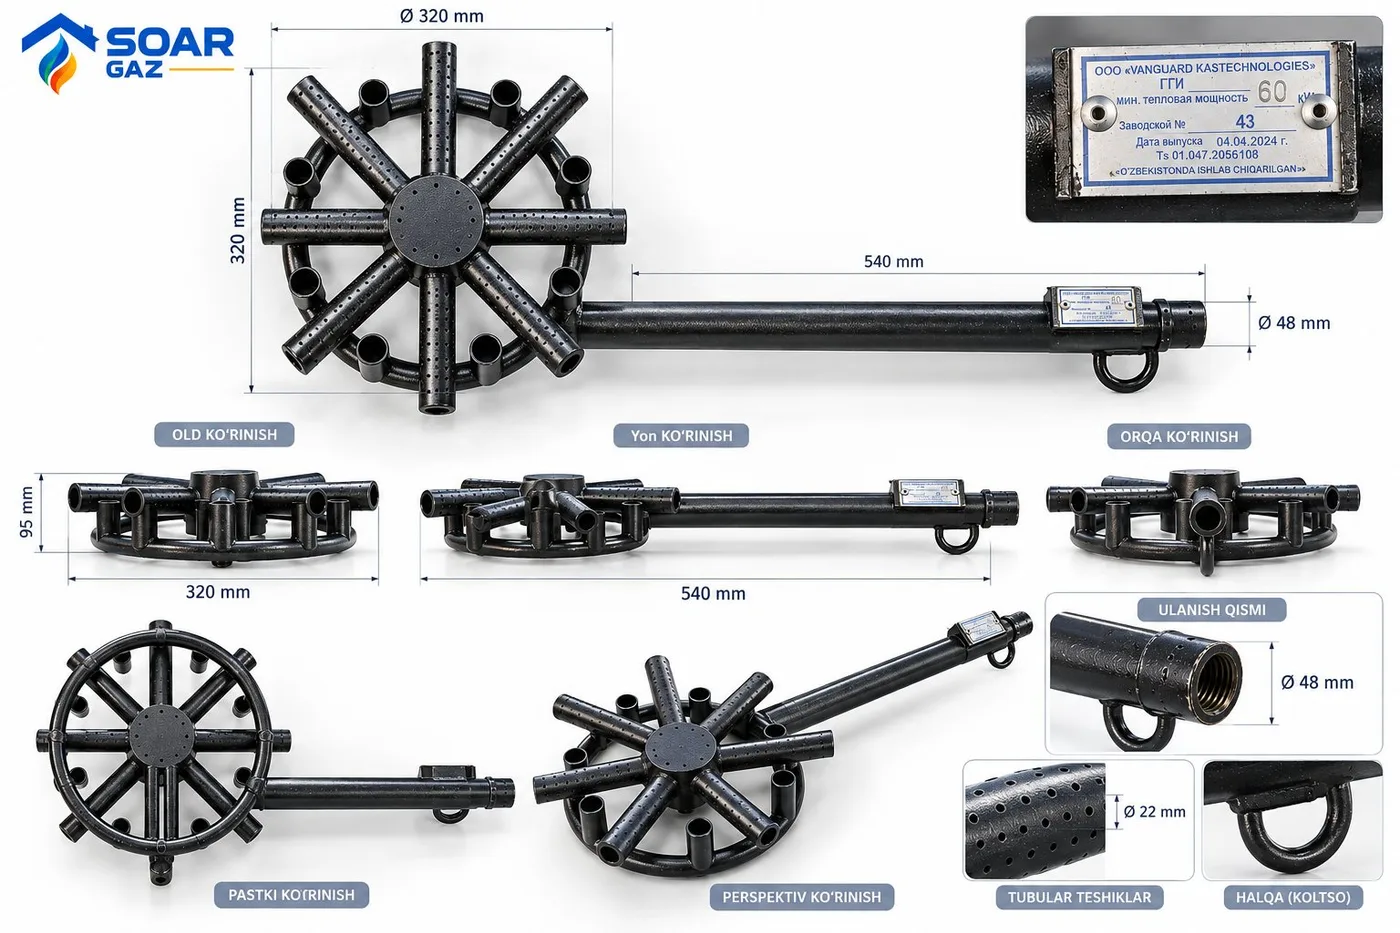 SOAR
GAZ
Ø 320 mm
320 mm
540 mm
Ø 48 mm
ООО «VANGUARD KASTECHNOLOGIES»
ГГИ
мин. тепловая мощность 60 kW
Заводской № 43
Дата выпуска 04.04.2024 г.
Ts 01.047.2056108
«O'ZBEKISTONDA ISHLAB CHIQARILGAN»
OLD KO‘RINISH
Yon KO‘RINISH
ORQA KO‘RINISH
95 mm
320 mm
540 mm
ULANISH QISMI
Ø 48 mm
Ø 22 mm
PASTKI KO‘RINISH
PERSPEKTIV KO‘RINISH
TUBULAR TESHIKLAR
HALQA (KOLTSO)